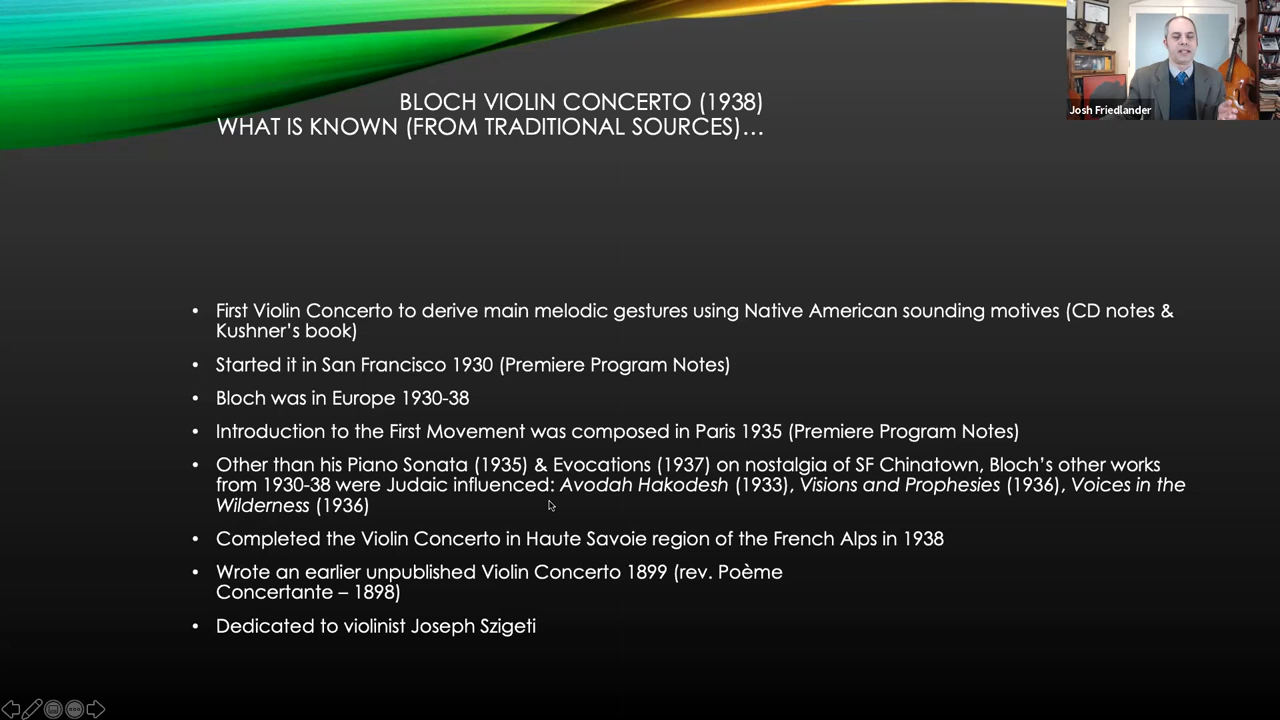 BLOCH VIOLIN CONCERTO (1938)
WHAT IS KNOWN (FROM TRADITIONAL SOURCES)…
Josh Friedlander
• First Violin Concerto to derive main melodic gestures using Native American sounding motives (CD notes &
Kushner's book)
• Started it in San Francisco 1930 (Premiere Program Notes)
• Bloch was in Europe 1930-38
• Introduction to the First Movement was composed in Paris 1935 (Premiere Program Notes)
• Other than his Piano Sonata (1935) & Evocations (1937) on nostalgia of SF Chinatown, Bloch's other works
from 1930-38 were Judaic influenced: Avodah Hakodesh (1933), Visions and Prophesies (1936), Voices in the
Wilderness (1936)
• Completed the Violin Concerto in Haute Savoie region of the French Alps in 1938
• Wrote an earlier unpublished Violin Concerto 1899 (rev. Poème
Concertante – 1898)
• Dedicated to violinist Joseph Szigeti